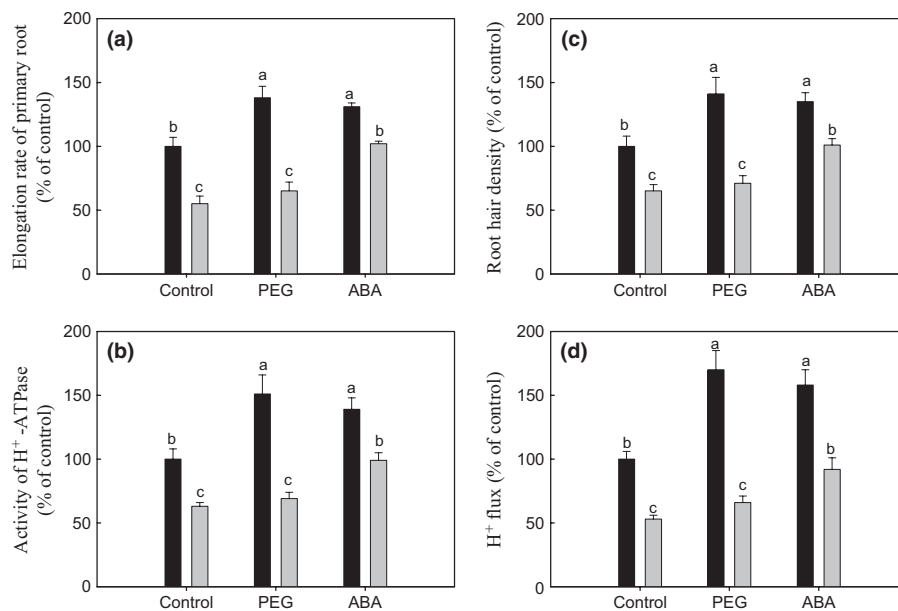 (a)
Elongation rate of primary root
(% of control)
200
150
100
50
0
b
c
a
c
a
b
Control PEG ABA
(c)
Root hair density (% of control)
200
150
100
50
0
b
c
a
c
a
b
Control PEG ABA
(b)
Activity of H⁺ -ATPase
(% of control)
200
150
100
50
0
b
c
a
c
a
b
Control PEG ABA
(d)
H⁺ flux (% of control)
200
150
100
50
0
b
c
a
c
a
b
Control PEG ABA